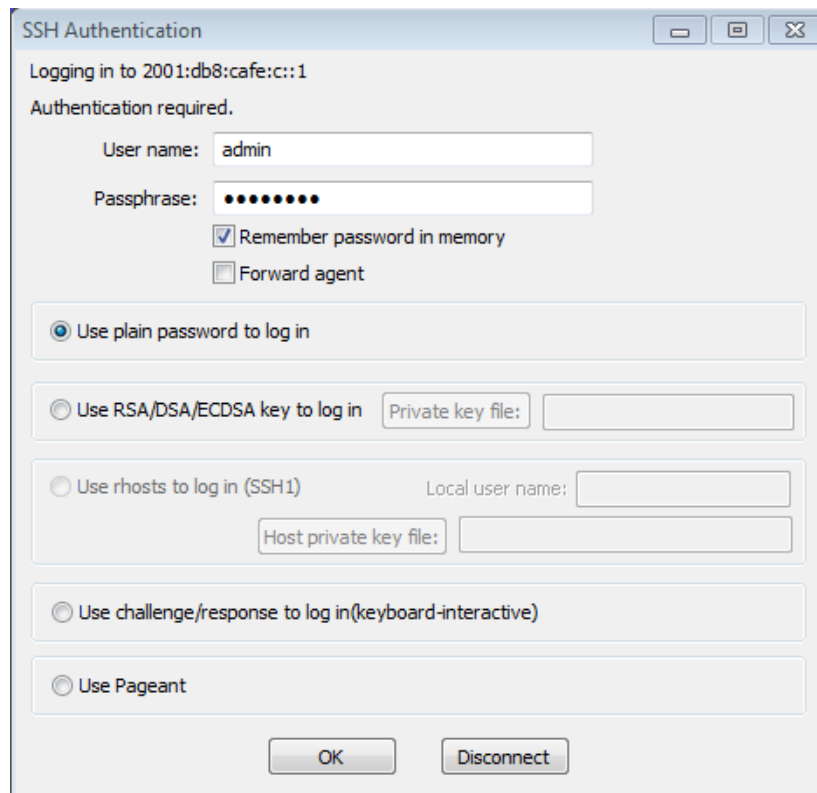 SSH Authentication
Logging in to 2001:db8:cafe:c::1
Authentication required.
User name: admin
Passphrase: ●●●●●●●●
Remember password in memory
Forward agent
Use plain password to log in
Use RSA/DSA/ECDSA key to log in Private key file:
Use rhosts to log in (SSH1) Local user name:
Host private key file:
Use challenge/response to log in(keyboard-interactive)
Use Pageant
OK Disconnect